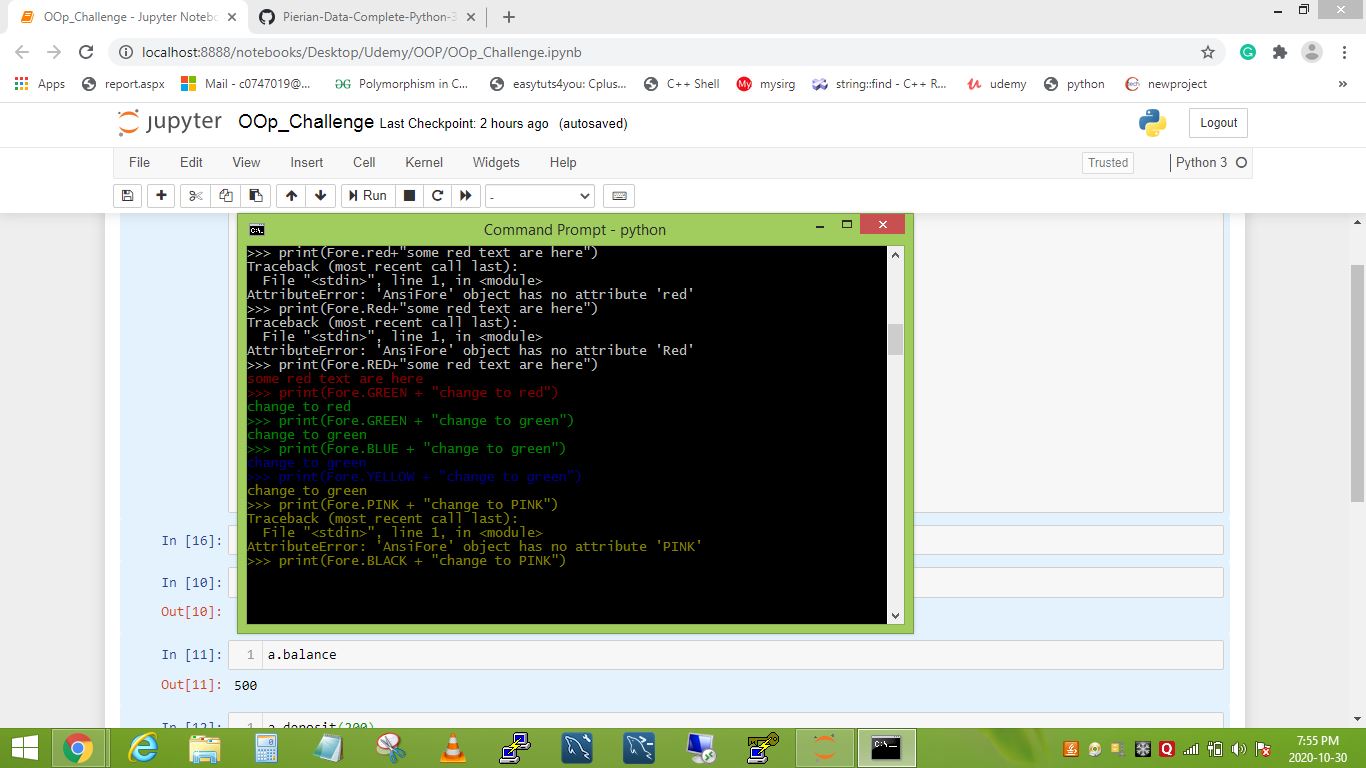 OOp_Challenge - Jupyter Notebo
Pierian-Data-Complete-Python-3
localhost:8888/notebooks/Desktop/Udemy/OOP/OOp_Challenge.ipynb
Apps
report.aspx
Mail - c0747019@...
Polymorphism in C...
easytuts4you: Cplus...
C++ Shell
My
mysirg
string::find - C++ R...
udemy
python
newproject
jupyter OOp_Challenge Last Checkpoint: 2 hours ago (autosaved)
Logout
File Edit View Insert Cell Kernel Widgets Help
Trusted
Python 3
Run
-
Command Prompt - python
>>> print(Fore.red+"some red text are here")
Traceback (most recent call last):
File "<stdin>", line 1, in <module>
AttributeError: 'AnsiFore' object has no attribute 'red'
>>> print(Fore.Red+"some red text are here")
Traceback (most recent call last):
File "<stdin>", line 1, in <module>
AttributeError: 'AnsiFore' object has no attribute 'Red'
>>> print(Fore.RED+"some red text are here")
some red text are here
>>> print(Fore.GREEN + "change to red")
change to red
>>> print(Fore.GREEN + "change to green")
change to green
>>> print(Fore.BLUE + "change to green")
change to green
>>> print(Fore.YELLOW + "change to green")
change to green
>>> print(Fore.PINK + "change to PINK")
Traceback (most recent call last):
File "<stdin>", line 1, in <module>
AttributeError: 'AnsiFore' object has no attribute 'PINK'
>>> print(Fore.BLACK + "change to PINK")
In [16]:
In [10]:
Out[10]:
In [11]: 1 a.balance
Out[11]: 500
In [12]: 1 a.deposit(200)
7:55 PM
2020-10-30